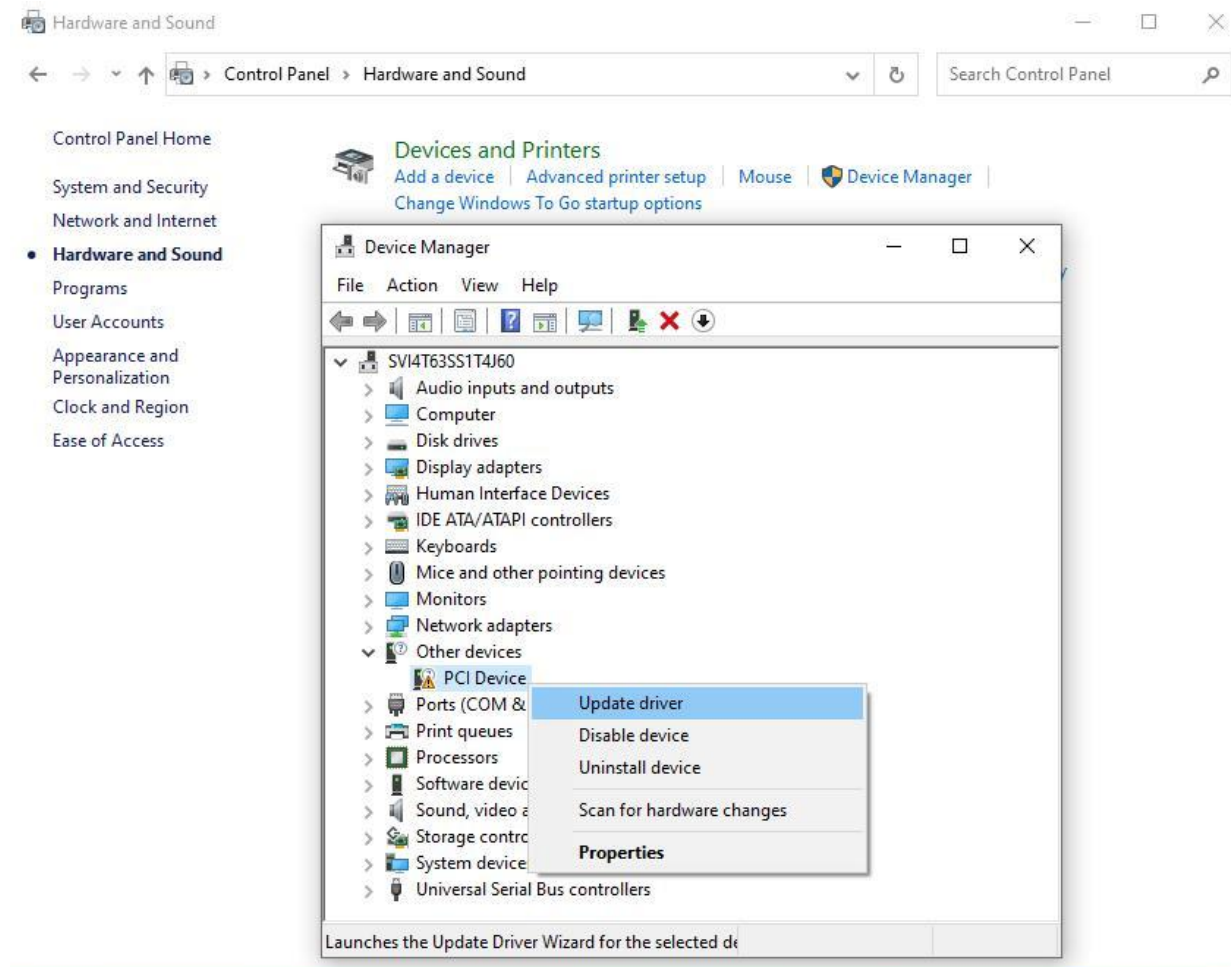 Hardware and Sound
Control Panel > Hardware and Sound
Search Control Panel
Control Panel Home
System and Security
Network and Internet
Hardware and Sound
Programs
User Accounts
Appearance and
Personalization
Clock and Region
Ease of Access
Devices and Printers
Add a device | Advanced printer setup | Mouse | Device Manager
Change Windows To Go startup options
Device Manager
File Action View Help
SVI4T63SS1T4J60
Audio inputs and outputs
Computer
Disk drives
Display adapters
Human Interface Devices
IDE ATA/ATAPI controllers
Keyboards
Mice and other pointing devices
Monitors
Network adapters
Other devices
PCI Device
Ports (COM &
Print queues
Processors
Software devic
Sound, video a
Storage contro
System device
Universal Serial Bus controllers
Update driver
Disable device
Uninstall device
Scan for hardware changes
Properties
Launches the Update Driver Wizard for the selected de